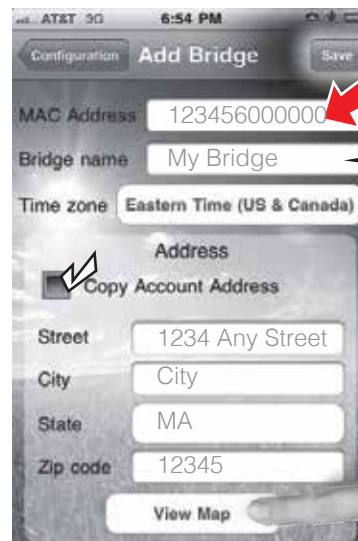 AT&T 3G 6:54 PM
Configuration Add Bridge Save
MAC Address 123456000000
Bridge name My Bridge
Time zone Eastern Time (US & Canada)
Address
Copy Account Address
Street 1234 Any Street
City City
State MA
Zip code 12345
View Map